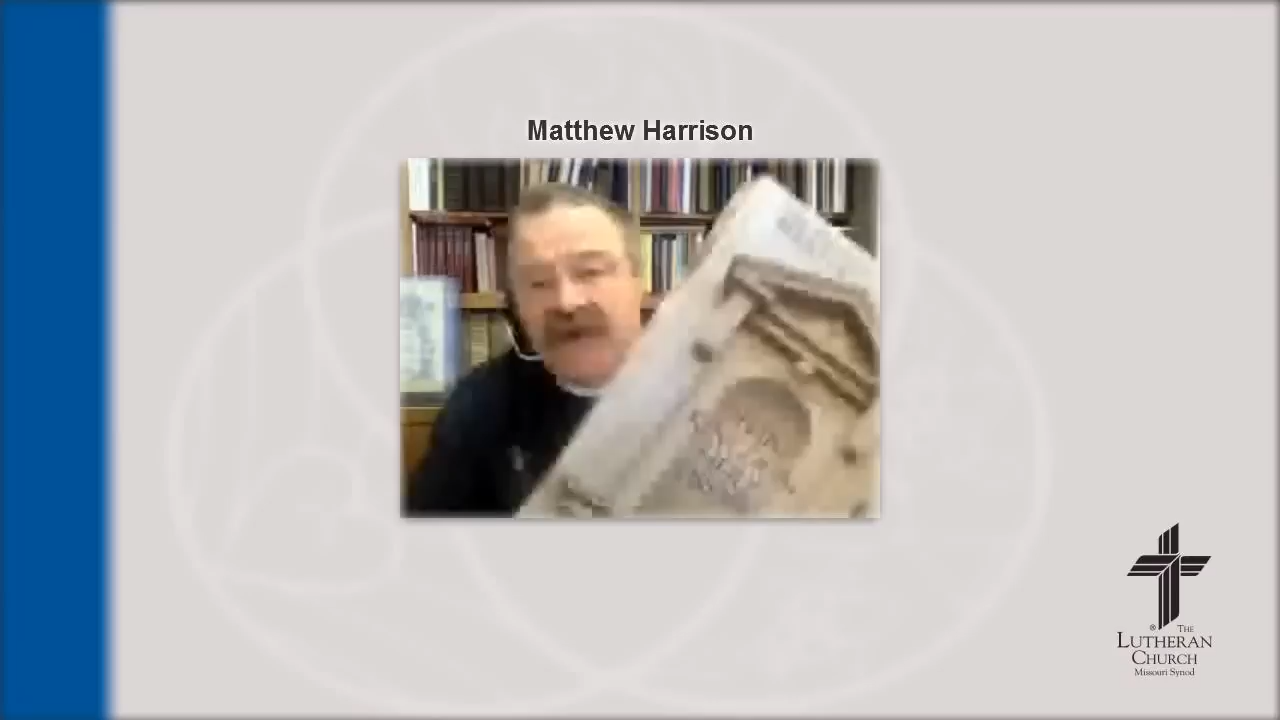 Matthew Harrison
® THE
LUTHERAN
CHURCH
Missouri Synod